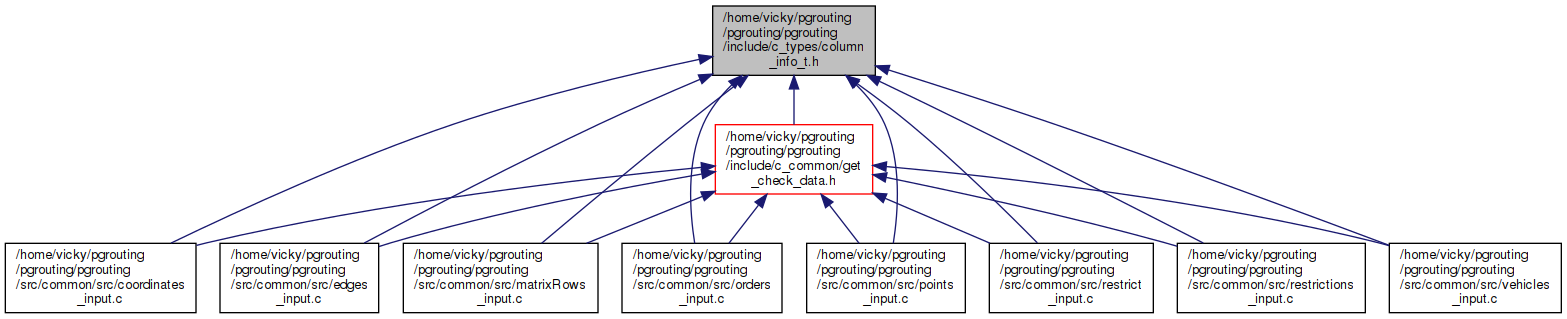 /home/vicky/pgrouting
/pgrouting/pgrouting
/include/c_types/column
_info_t.h
/home/vicky/pgrouting
/pgrouting/pgrouting
/include/c_common/get
_check_data.h
/home/vicky/pgrouting
/pgrouting/pgrouting
/src/common/src/coordinates
_input.c
/home/vicky/pgrouting
/pgrouting/pgrouting
/src/common/src/edges
_input.c
/home/vicky/pgrouting
/pgrouting/pgrouting
/src/common/src/matrixRows
_input.c
/home/vicky/pgrouting
/pgrouting/pgrouting
/src/common/src/orders
_input.c
/home/vicky/pgrouting
/pgrouting/pgrouting
/src/common/src/points
_input.c
/home/vicky/pgrouting
/pgrouting/pgrouting
/src/common/src/restrict
_input.c
/home/vicky/pgrouting
/pgrouting/pgrouting
/src/common/src/restrictions
_input.c
/home/vicky/pgrouting
/pgrouting/pgrouting
/src/common/src/vehicles
_input.c